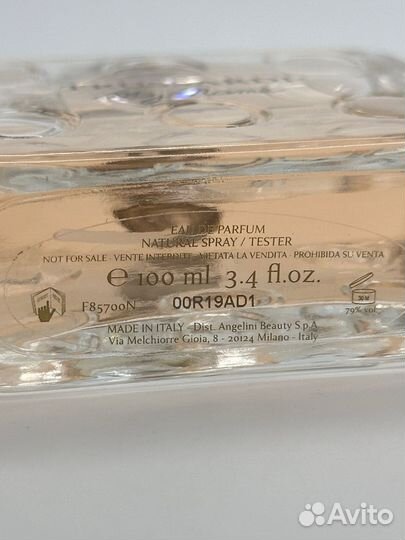 EAU DE PARFUM
NATURAL SPRAY / TESTER
NOT FOR SALE - VENTE INTERDITE - VIETATA LA VENDITA - PROHIBIDA SU VENTA
℮ 100 ml 3.4 fl.oz.
F85700N
00R19AD1
30 M
79% vol
MADE IN ITALY - Dist. Angelini Beauty S.p.A
Via Melchiorre Gioia, 8 - 20124 Milano - Italy
Avito